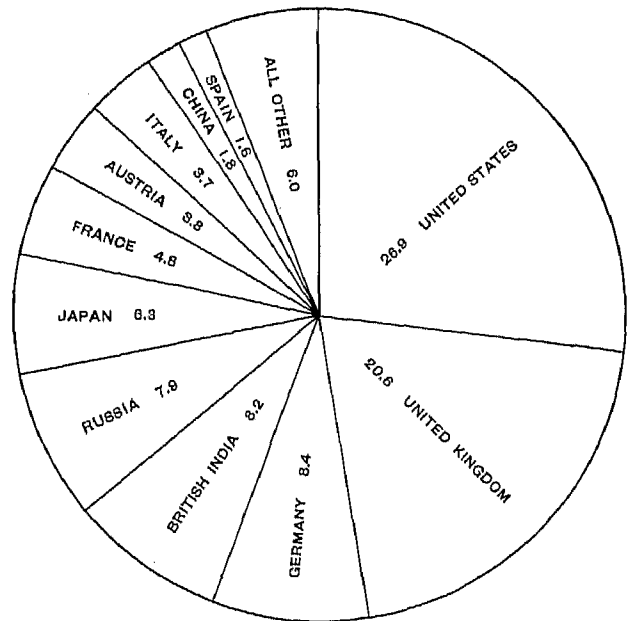 26.9 UNITED STATES
20.6 UNITED KINGDOM
GERMANY 8.4
BRITISH INDIA 8.2
RUSSIA 7.9
JAPAN 6.3
FRANCE 4.8
AUSTRIA 3.8
ITALY 3.7
CHINA 1.8
SPAIN 1.6
ALL OTHER 6.0